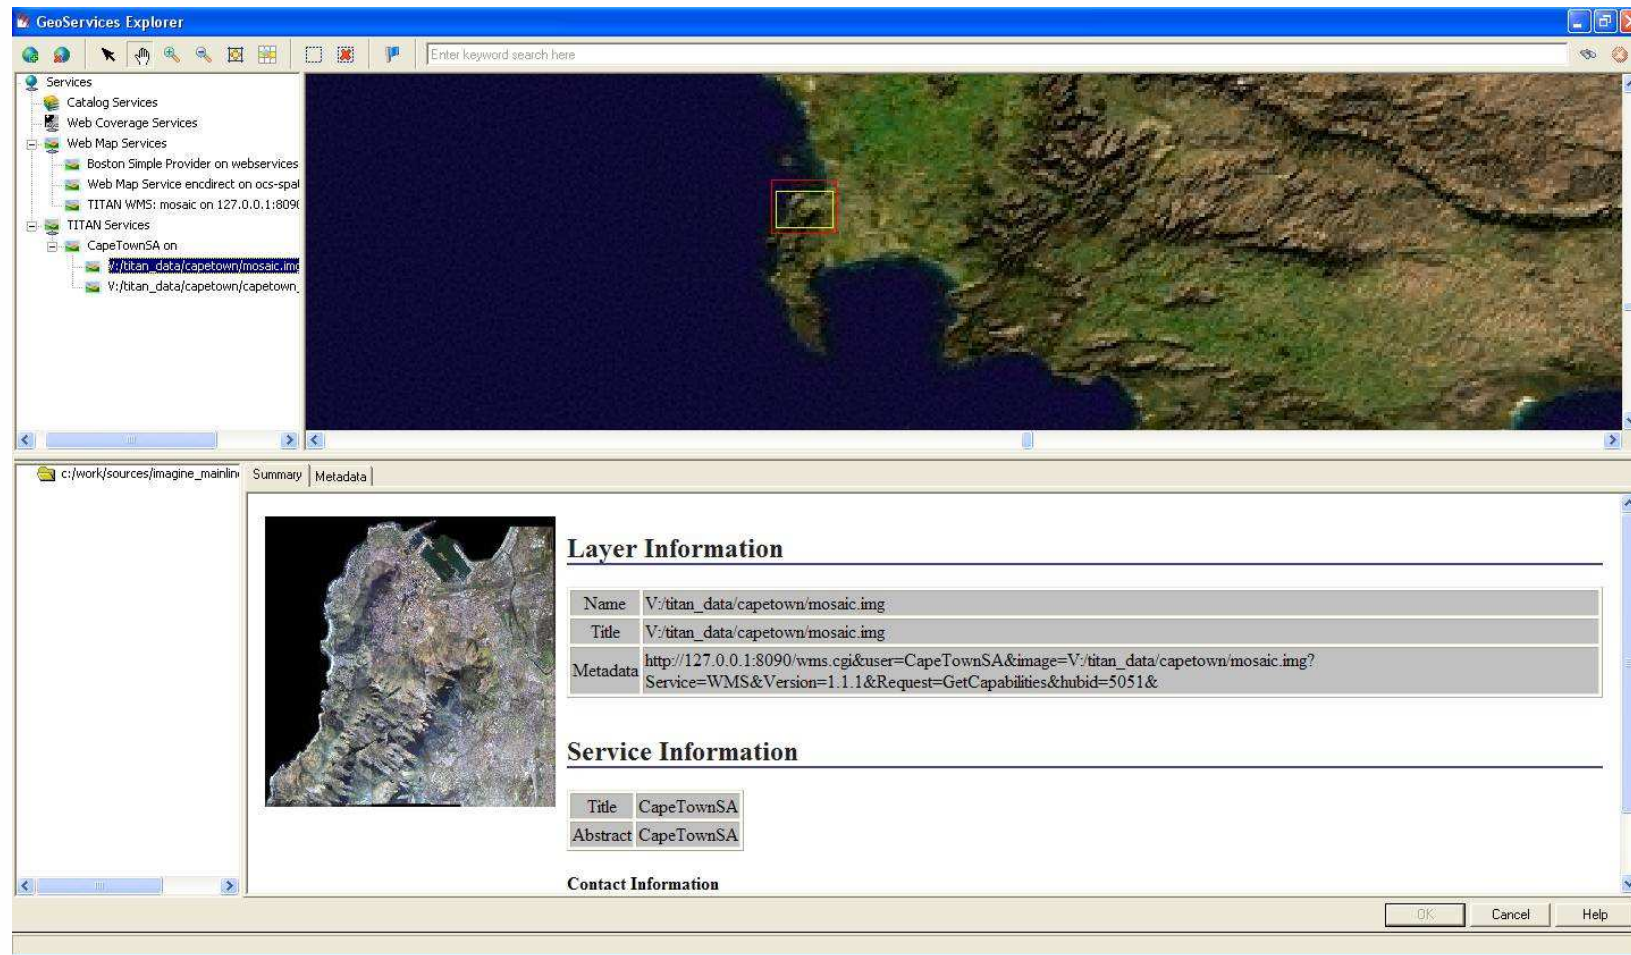 GeoServices Explorer
Enter keyword search here
Services
Catalog Services
Web Coverage Services
Web Map Services
Boston Simple Provider on webservices
Web Map Service encdirect on ocs-spat
TITAN WMS: mosaic on 127.0.0.1:809(
TITAN Services
CapeTownSA on
V:/titan_data/capetown/mosaic.img
V:/titan_data/capetown/capetown_
c:/work/sources/imagine_mainline
Summary
Metadata
Layer Information
Name V:/titan_data/capetown/mosaic.img
Title V:/titan_data/capetown/mosaic.img
Metadata http://127.0.0.1:8090/wms.cgi&user=CapeTownSA&image=V:/titan_data/capetown/mosaic.img?
Service=WMS&Version=1.1.1&Request=GetCapabilities&hubid=5051&
Service Information
Title CapeTownSA
Abstract CapeTownSA
Contact Information
OK Cancel Help